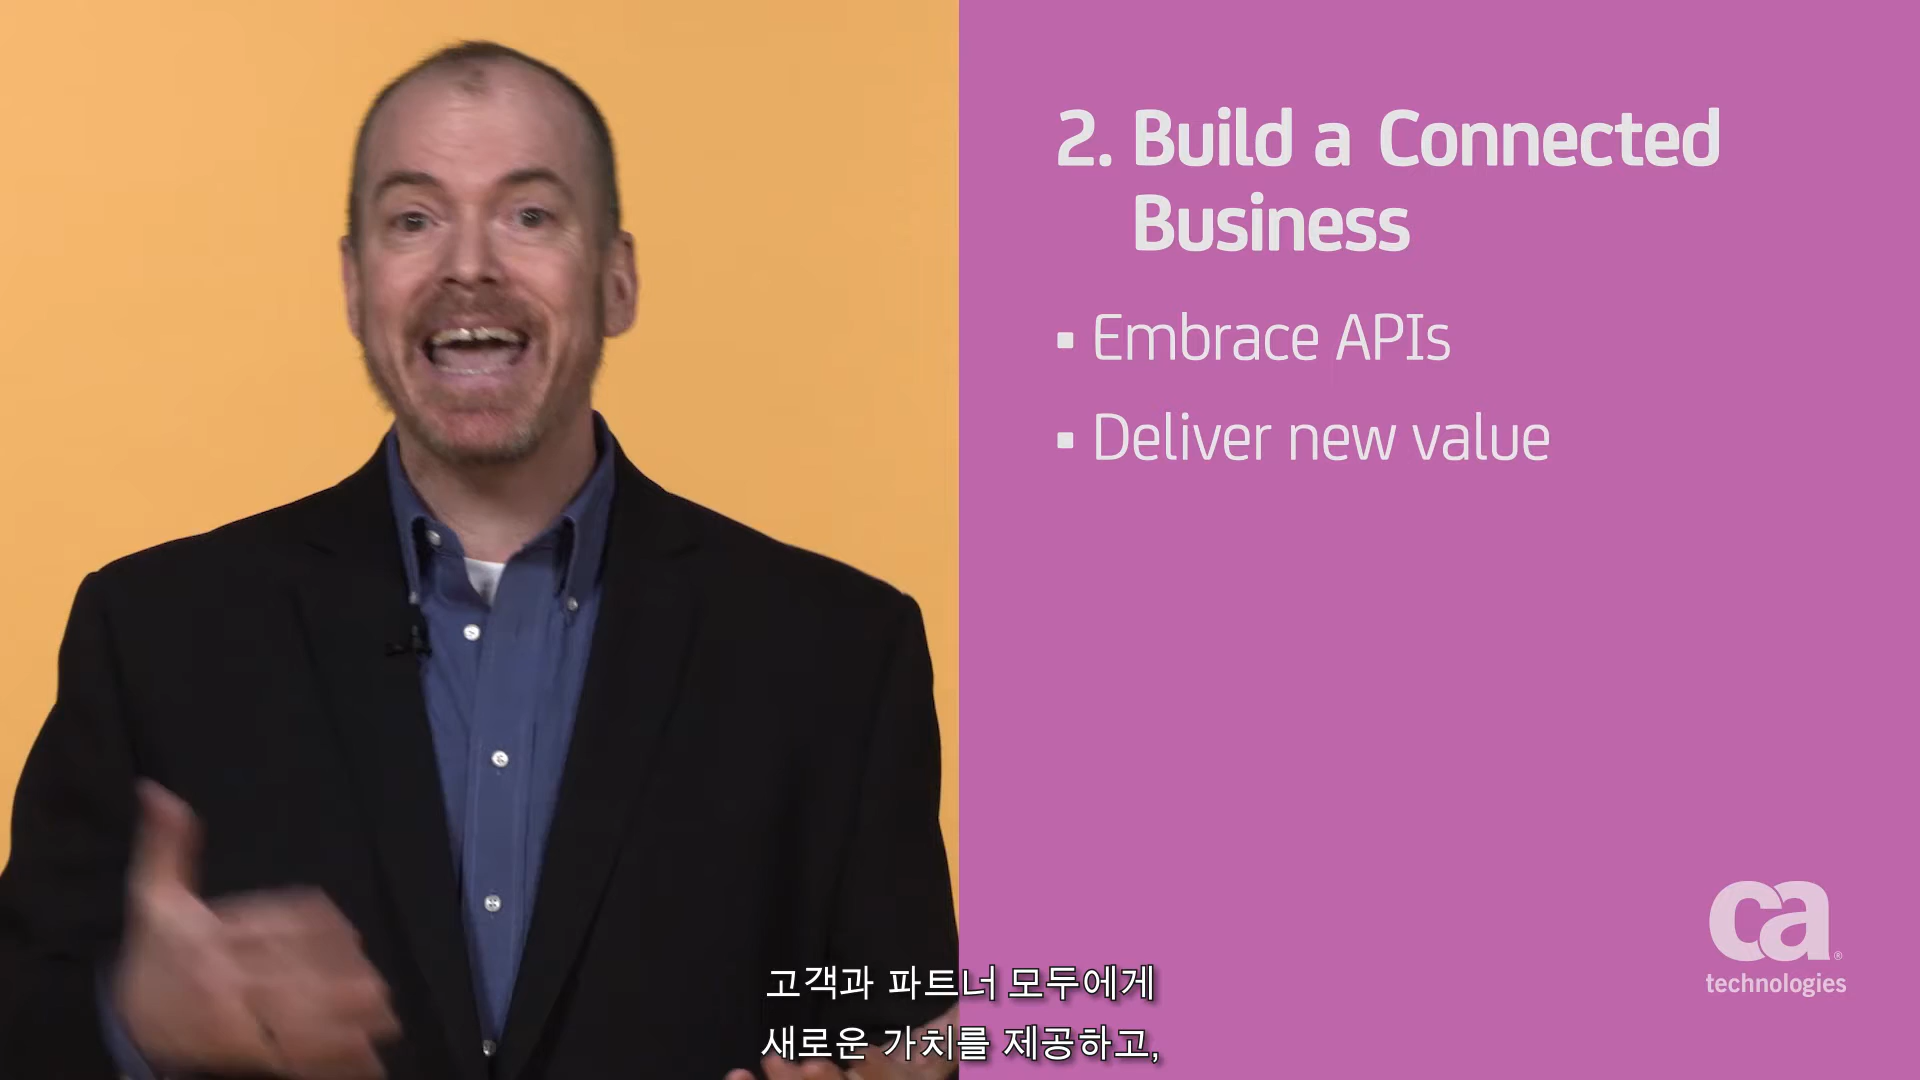 2. Build a Connected
Business
▪ Embrace APIs
▪ Deliver new value
ca®
technologies
고객과 파트너 모두에게
새로운 가치를 제공하고,